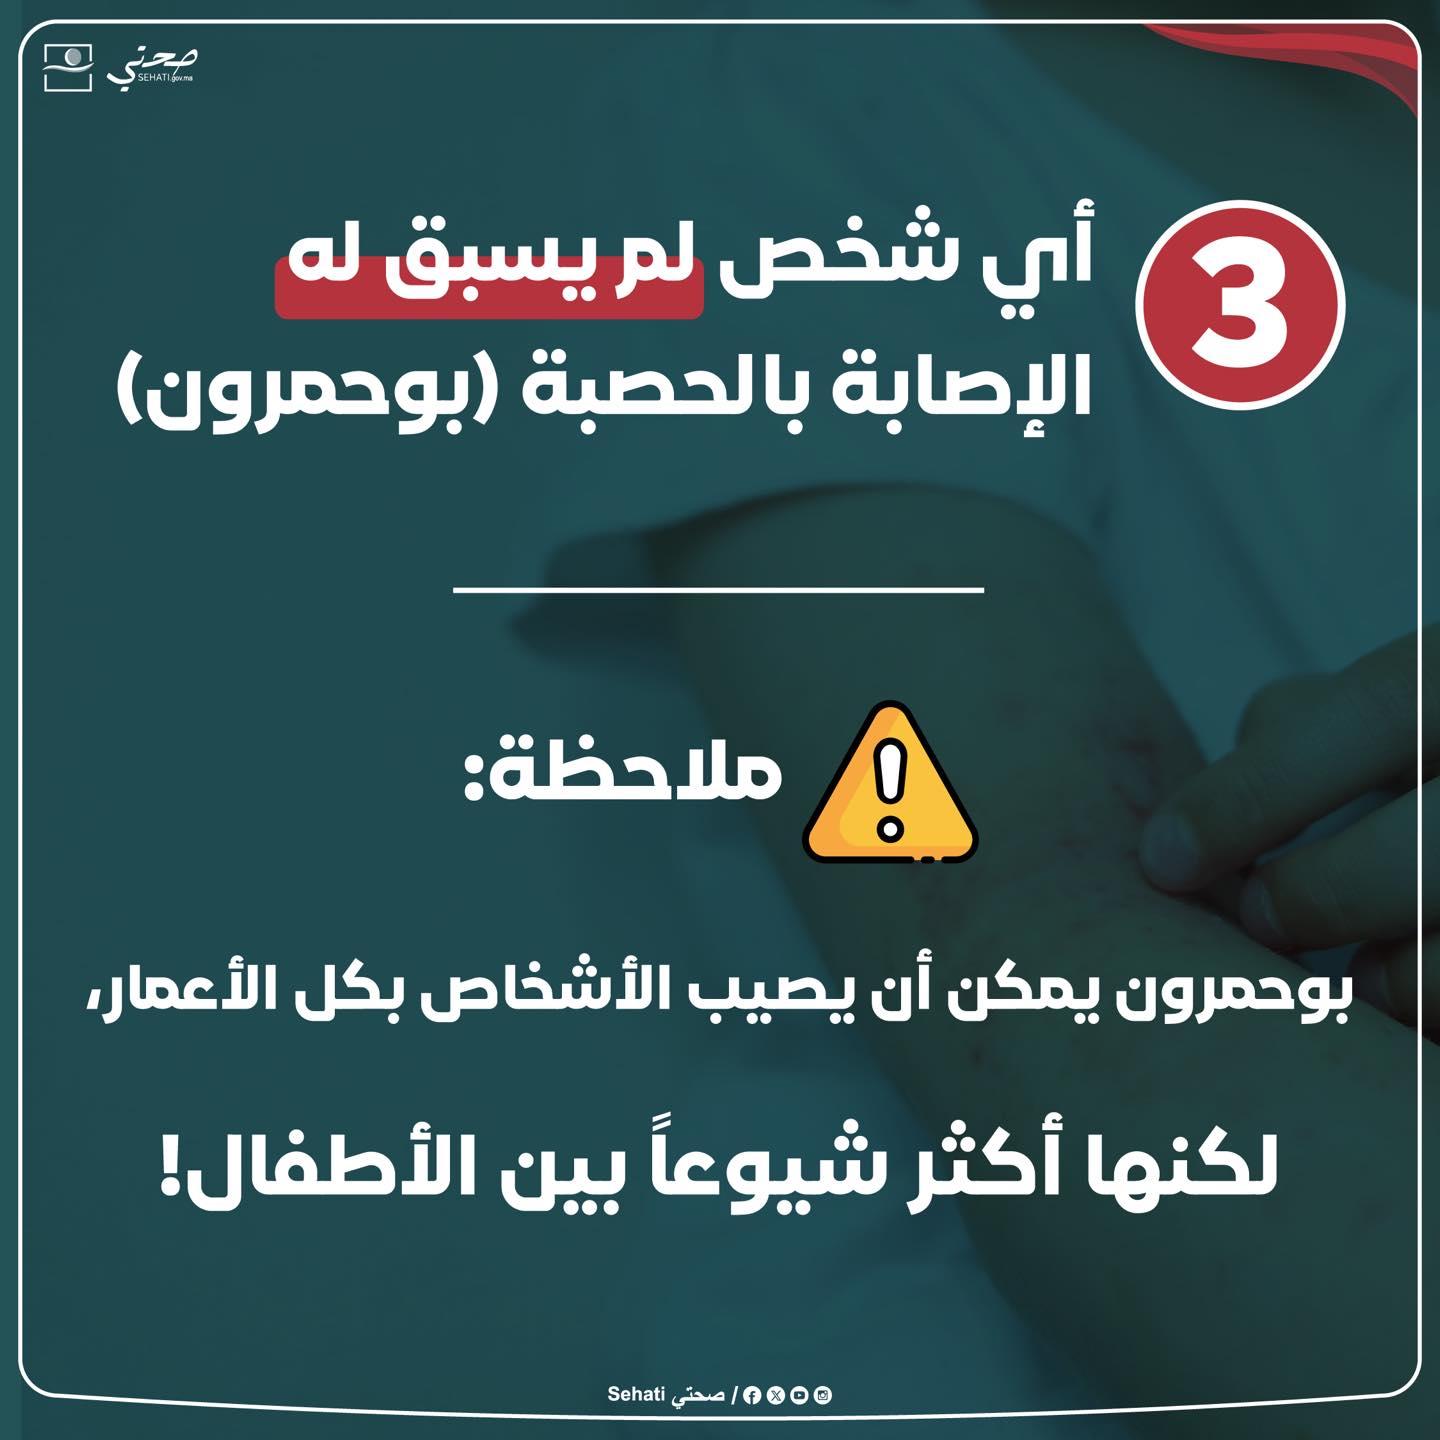 صحتي
SEHATI.gov.ma
3
أي شخص لم يسبق له
الإصابة بالحصبة (بوحمرون)
ملاحظة:
بوحمرون يمكن أن يصيب الأشخاص بكل الأعمار،
لكنها أكثر شيوعاً بين الأطفال!
Sehati صحتي /